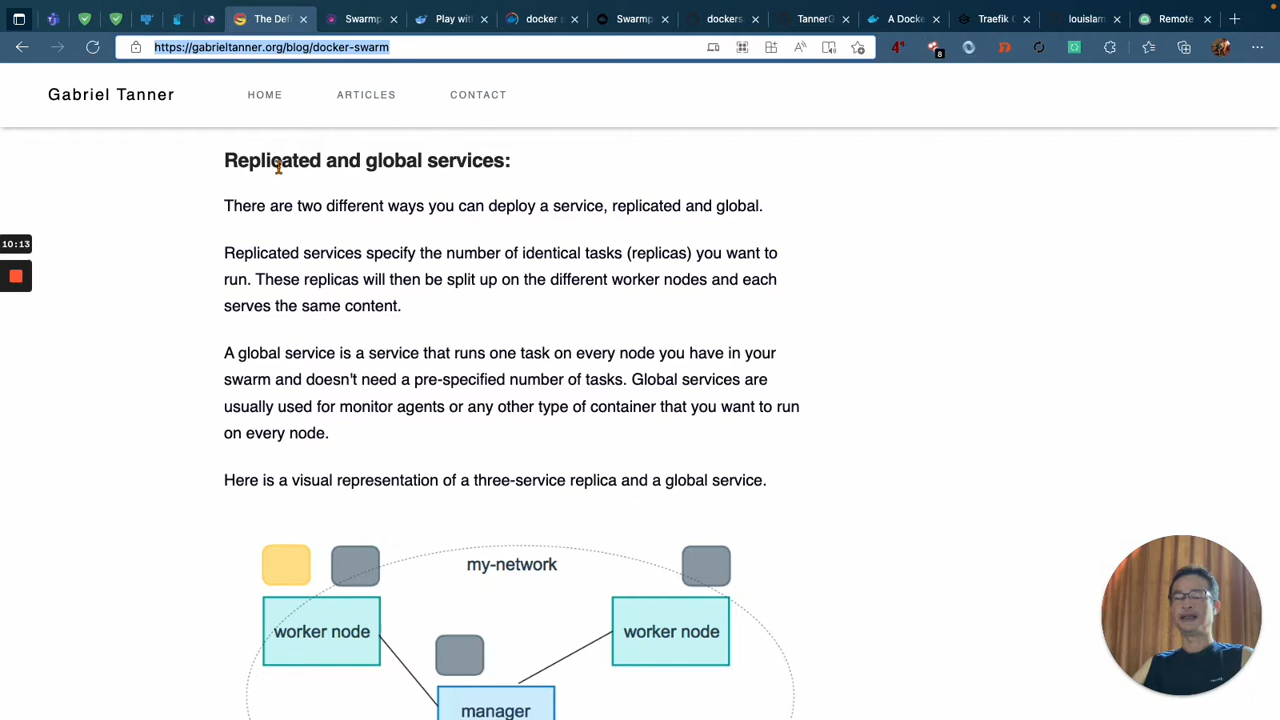 The Defi
Swarmp
Play with
docker s
Swarmp
dockers
TannerG
A Docke
Traefik C
louislam
Remote
https://gabrieltanner.org/blog/docker-swarm
8
Gabriel Tanner
HOME
ARTICLES
CONTACT
Replicated and global services:
There are two different ways you can deploy a service, replicated and global.
10:13
Replicated services specify the number of identical tasks (replicas) you want to
run. These replicas will then be split up on the different worker nodes and each
serves the same content.
A global service is a service that runs one task on every node you have in your
swarm and doesn't need a pre-specified number of tasks. Global services are
usually used for monitor agents or any other type of container that you want to run
on every node.
Here is a visual representation of a three-service replica and a global service.
my-network
worker node
worker node
manager